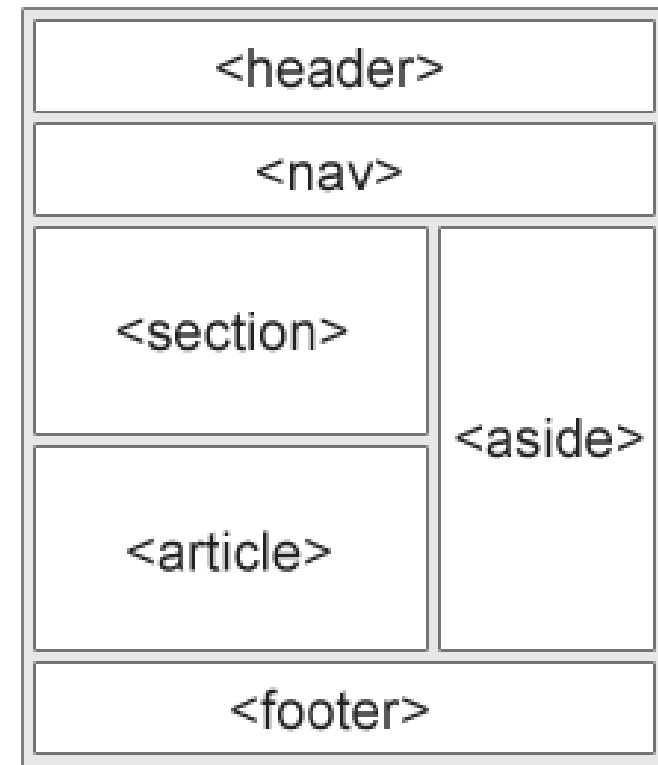 <header>
<nav>
<section>
<aside>
<article>
<footer>